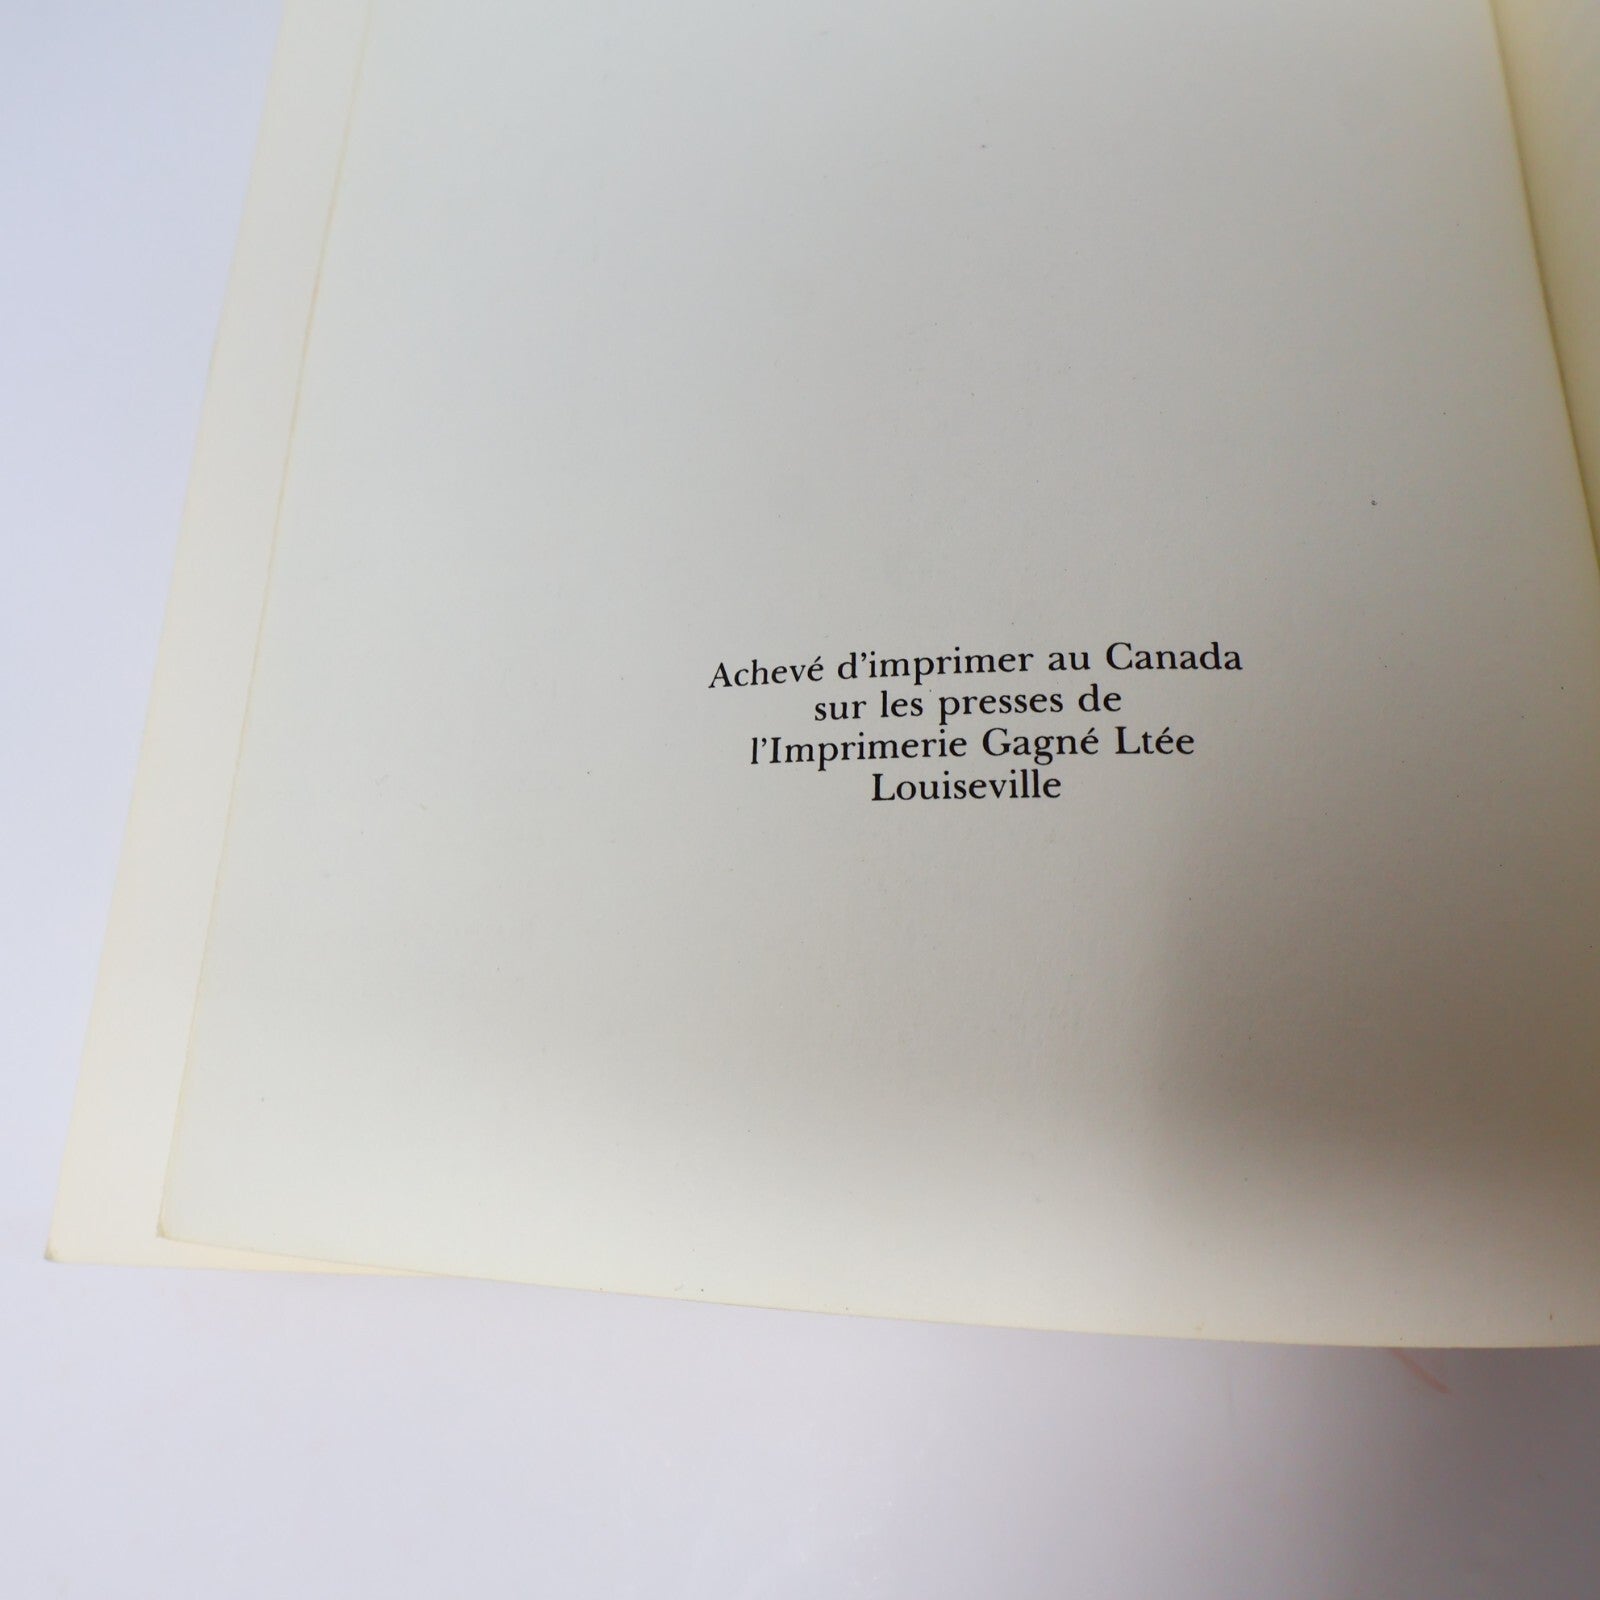 Achevé d'imprimer au Canada
sur les presses de
l'Imprimerie Gagné Ltée
Louiseville